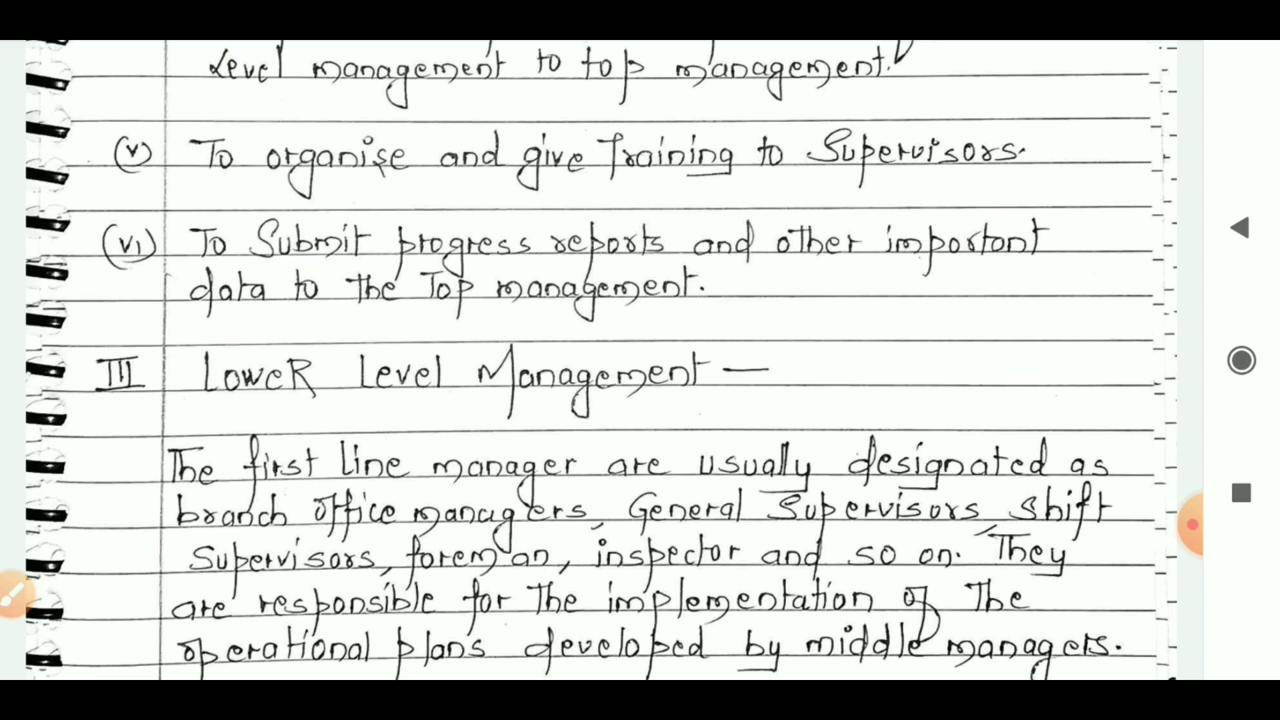 Level management to top management.
(v) To organise and give Training to Supervisors.
(vi) To Submit progress reports and other important
data to the Top management.
III Lower Level Management —
The first line manager are usually designated as
branch office managers, General Supervisors, Shift
Supervisors, foreman, inspector and so on. They
are responsible for the implementation of the
operational plans developed by middle managers.